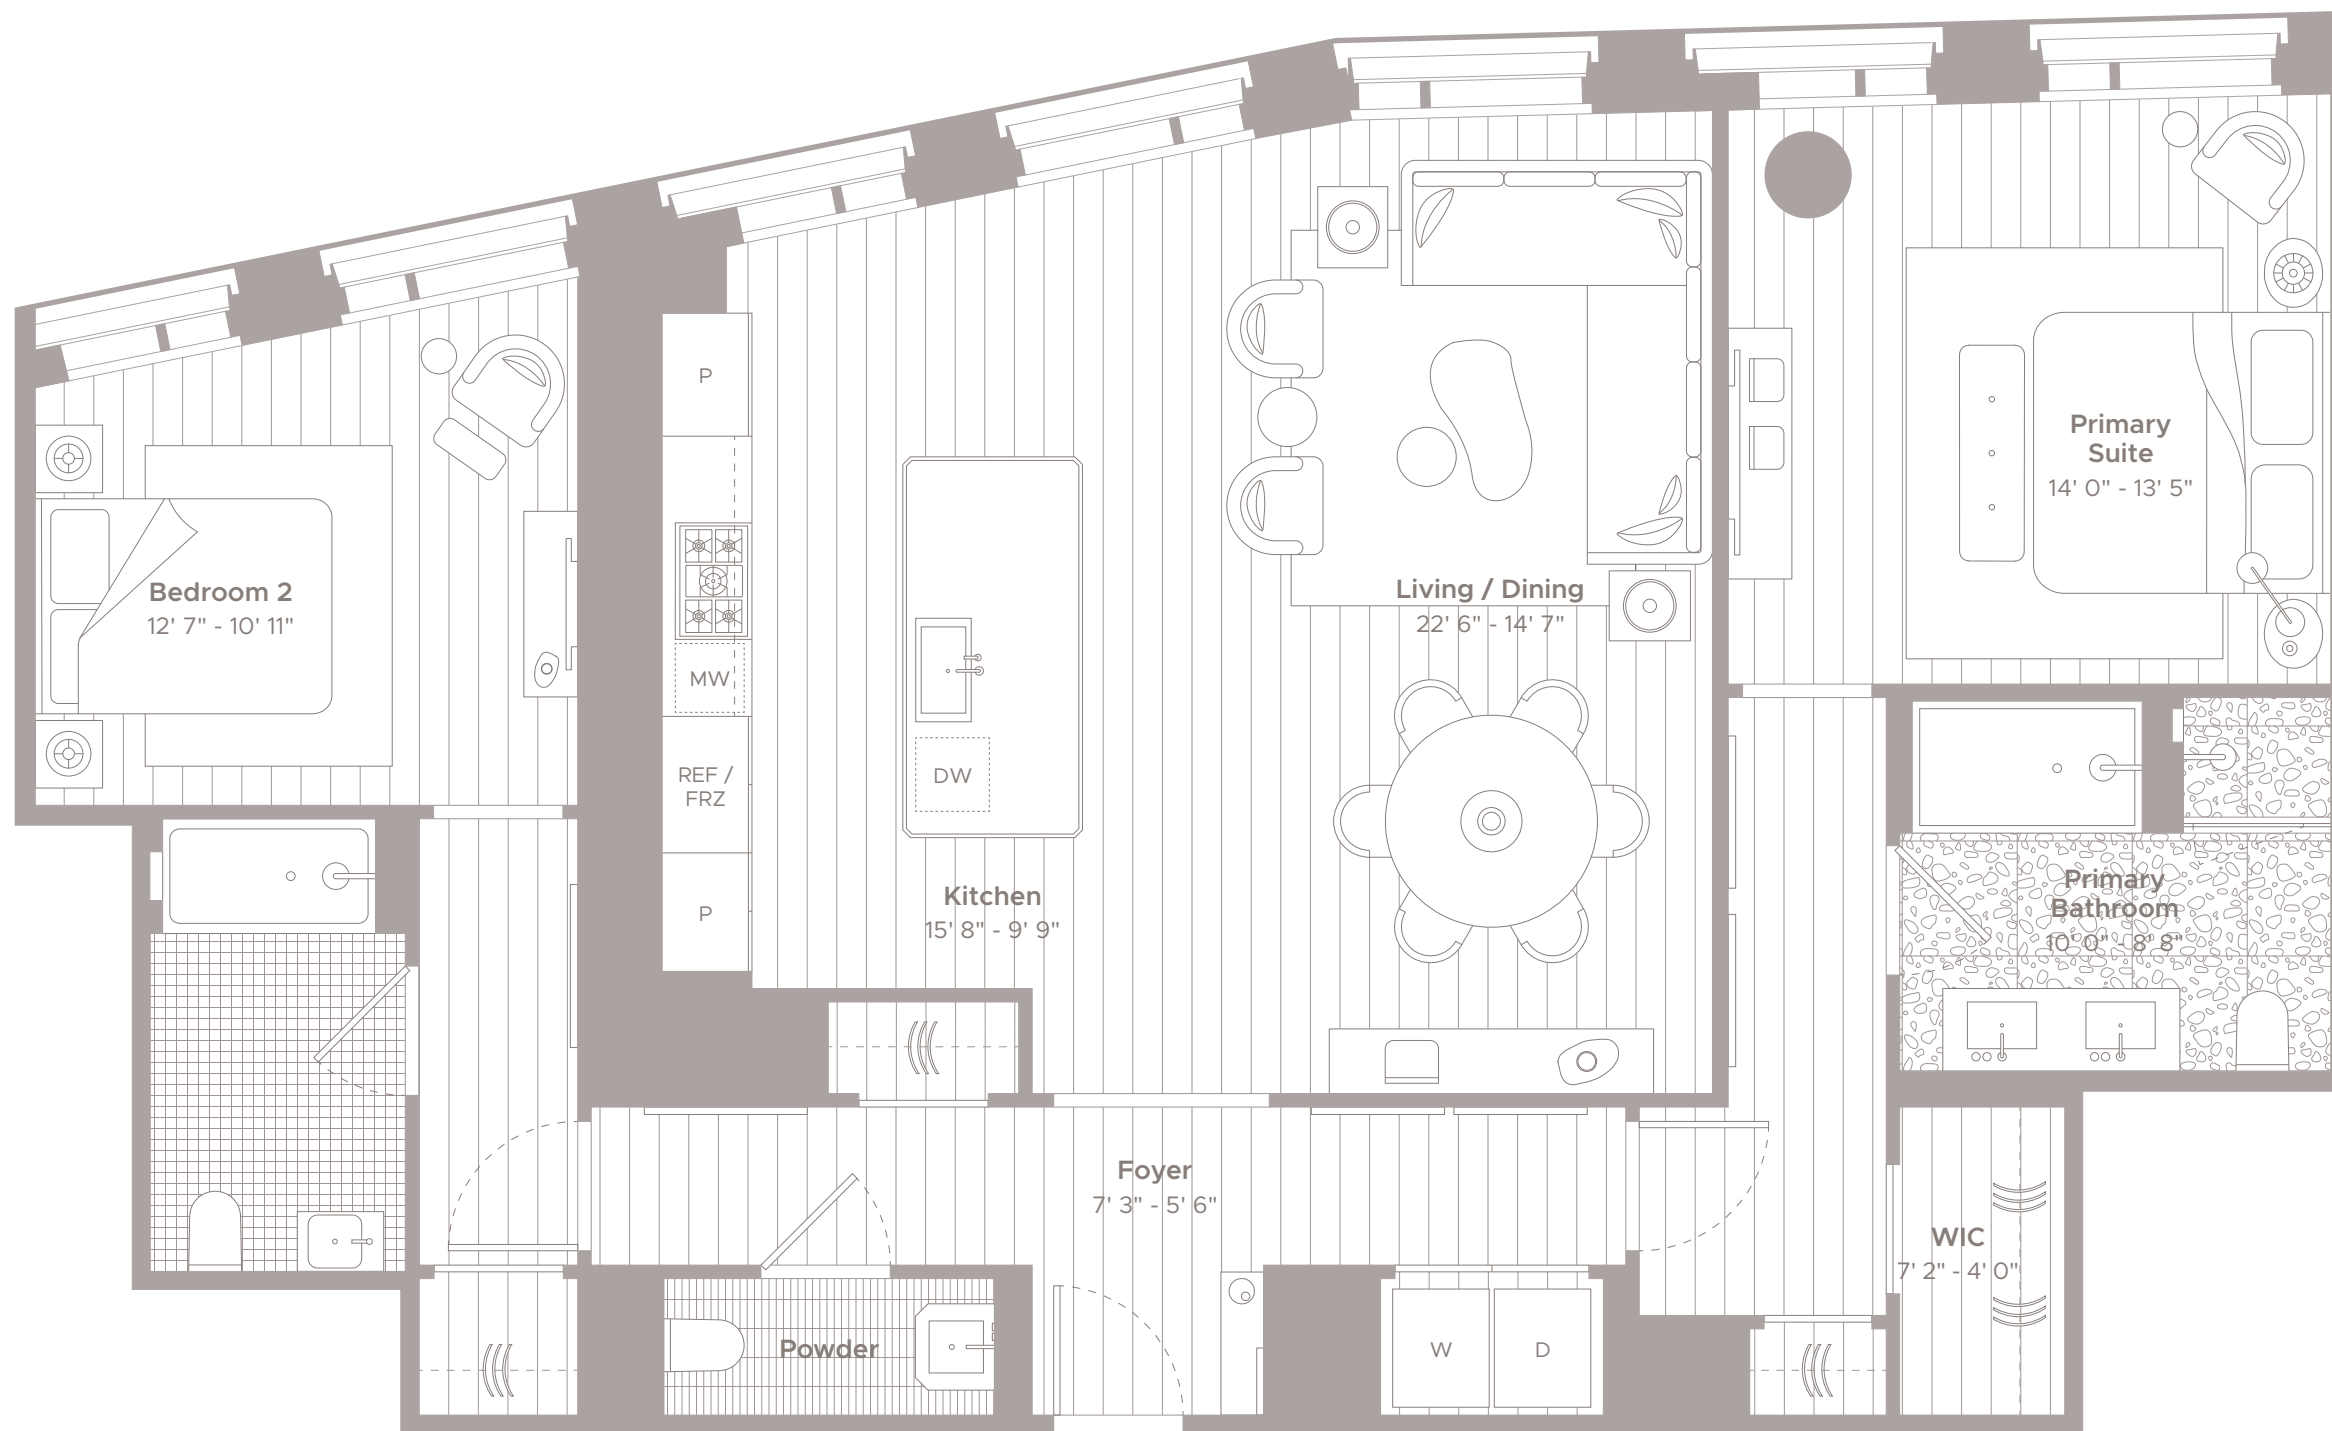 P
Primary
Suite
14' 0" - 13' 5"
Bedroom 2
12' 7" - 10' 11"
Living / Dining
22' 6" - 14' 7"
MW
REF /
FRZ
DW
P
Kitchen
15' 8" - 9' 9"
Primary
Bathroom
10' 0" - 8' 8"
Foyer
7' 3" - 5' 6"
WIC
7' 2" - 4' 0"
Powder
W
D